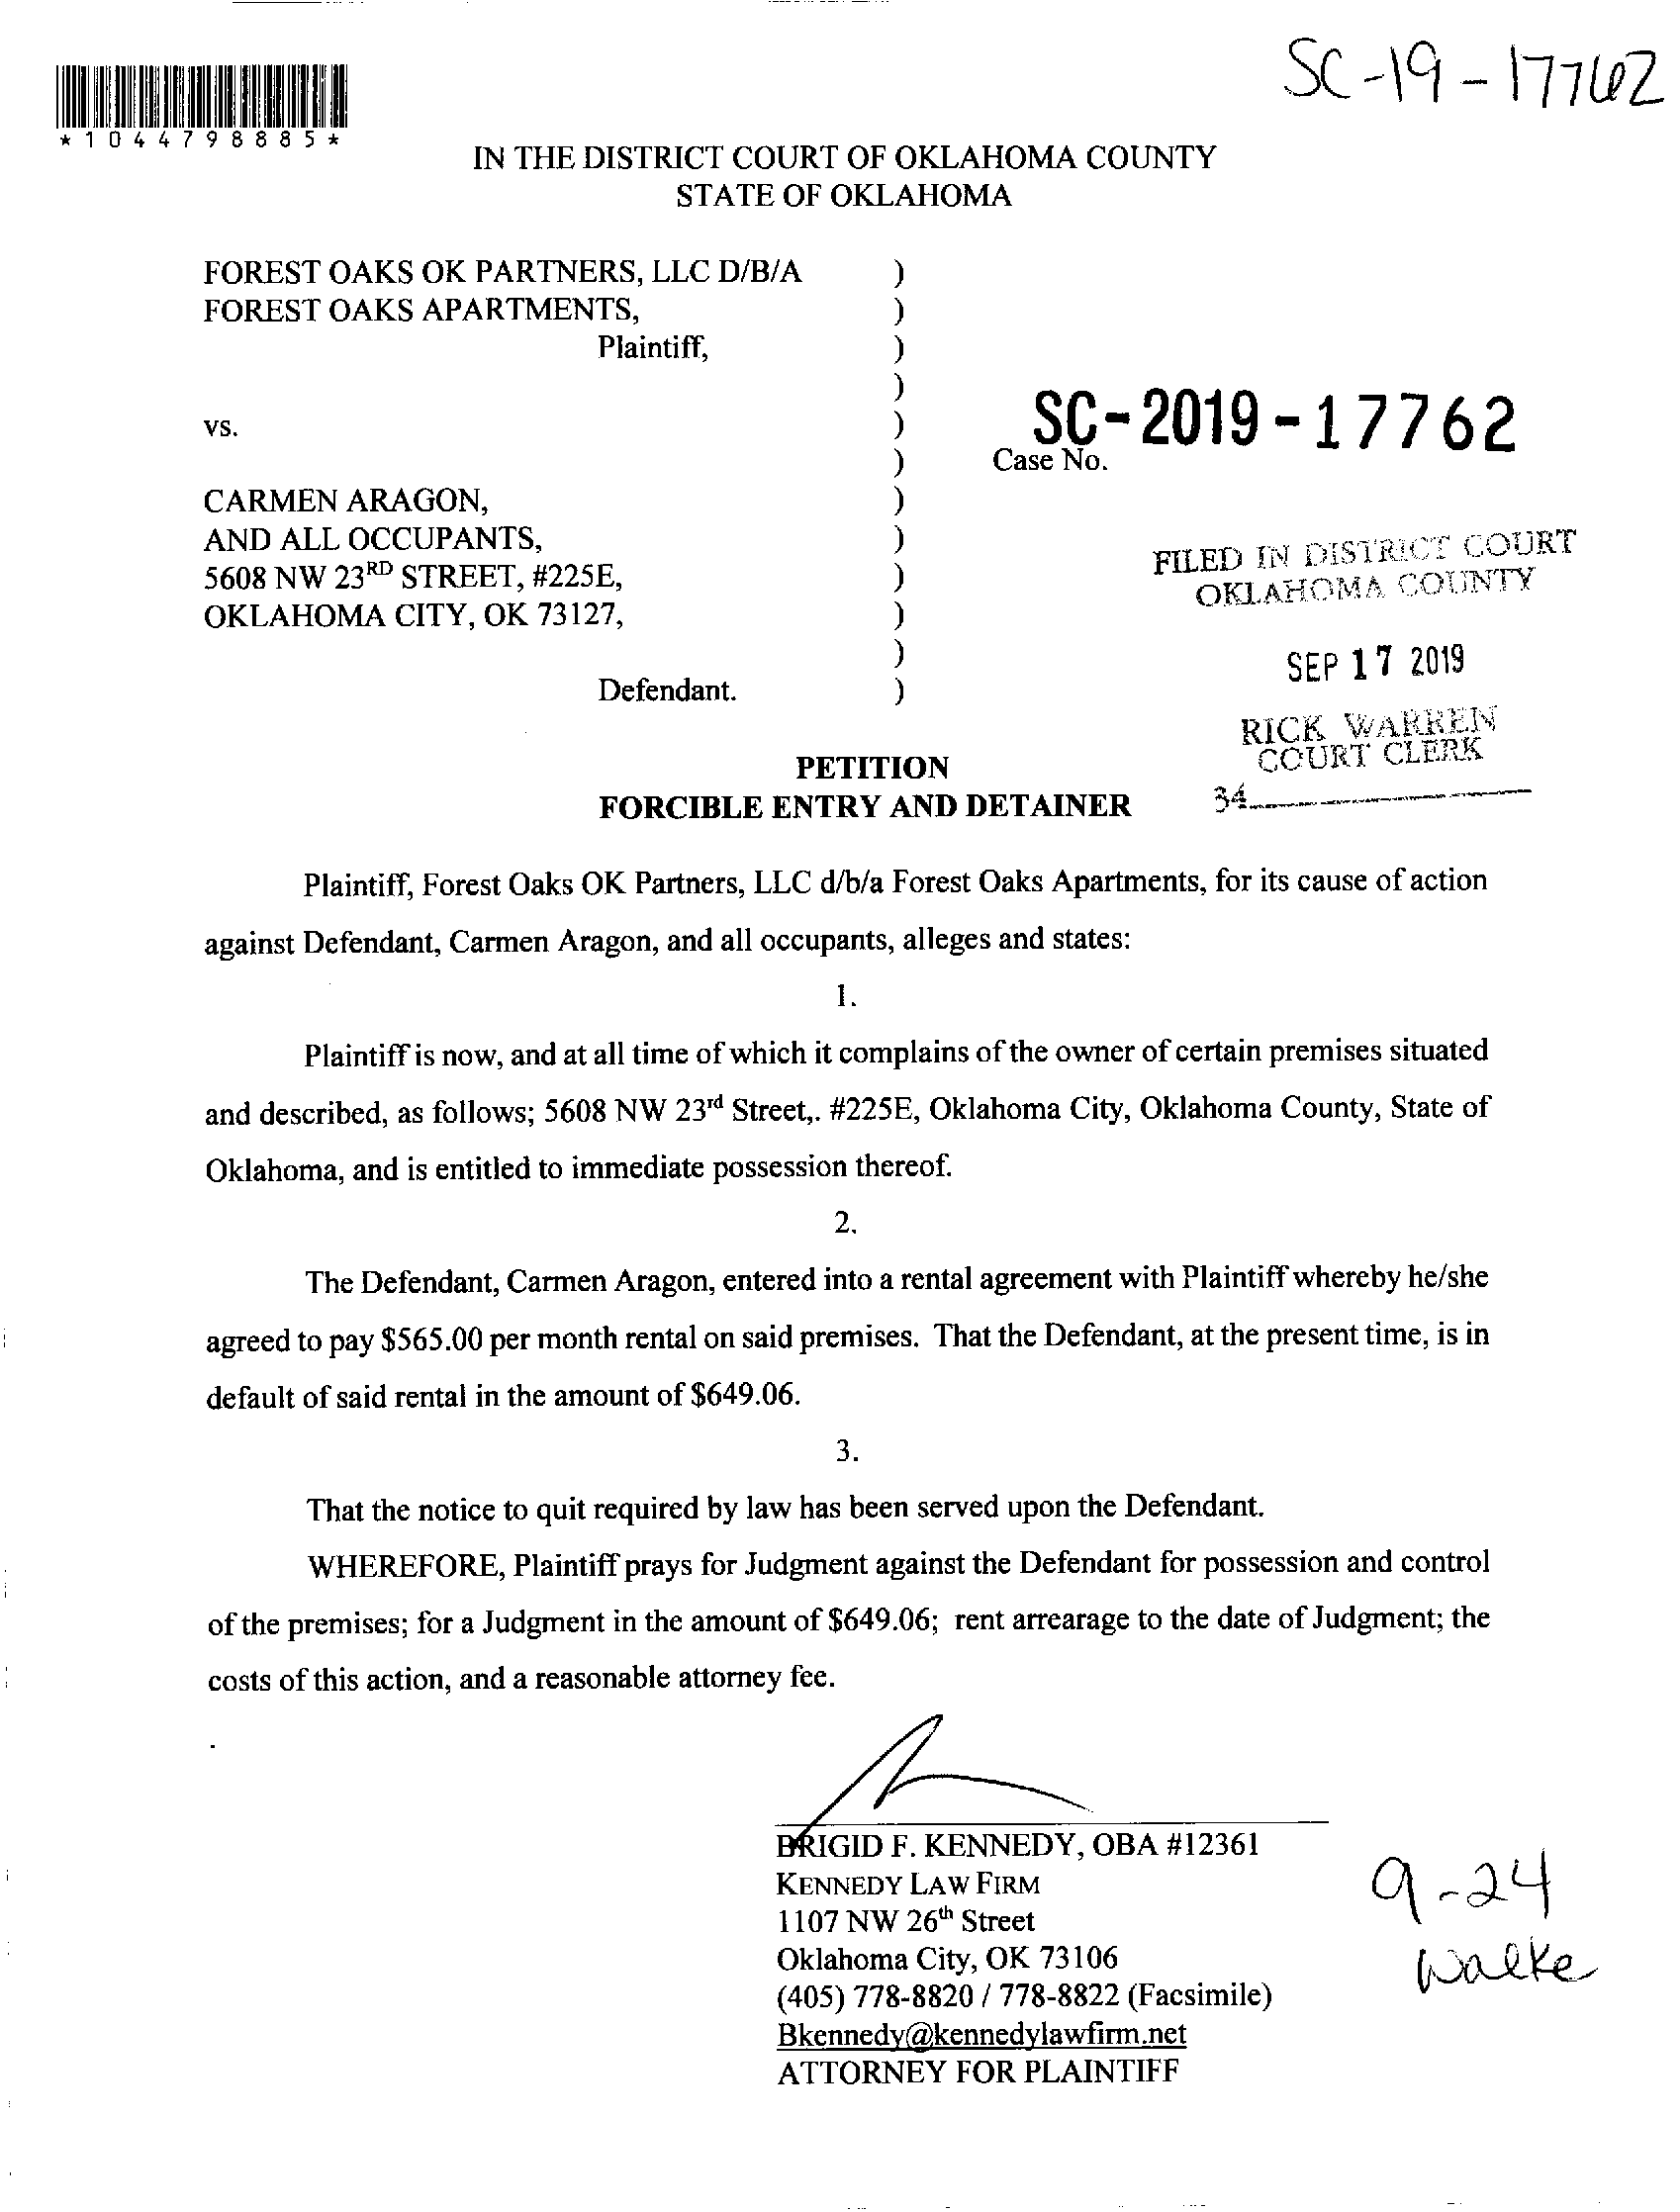 SC-19-17762
*1044798885*
IN THE DISTRICT COURT OF OKLAHOMA COUNTY
STATE OF OKLAHOMA
FOREST OAKS OK PARTNERS, LLC D/B/A )
FOREST OAKS APARTMENTS, )
Plaintiff, )
)
vs. )
SC-2019-17762
) Case No.
CARMEN ARAGON, )
AND ALL OCCUPANTS, )
5608 NW 23RD STREET, #225E, )
OKLAHOMA CITY, OK 73127, )
)
Defendant. )
FILED IN DISTRICT COURT
OKLAHOMA COUNTY
SEP 17 2019
RICK WARREN
COURT CLERK
34
PETITION
FORCIBLE ENTRY AND DETAINER
Plaintiff, Forest Oaks OK Partners, LLC d/b/a Forest Oaks Apartments, for its cause of action
against Defendant, Carmen Aragon, and all occupants, alleges and states:
1.
Plaintiff is now, and at all time of which it complains of the owner of certain premises situated
and described, as follows; 5608 NW 23rd Street,. #225E, Oklahoma City, Oklahoma County, State of
Oklahoma, and is entitled to immediate possession thereof.
2.
The Defendant, Carmen Aragon, entered into a rental agreement with Plaintiff whereby he/she
agreed to pay $565.00 per month rental on said premises. That the Defendant, at the present time, is in
default of said rental in the amount of $649.06.
3.
That the notice to quit required by law has been served upon the Defendant.
WHEREFORE, Plaintiff prays for Judgment against the Defendant for possession and control
of the premises; for a Judgment in the amount of $649.06; rent arrearage to the date of Judgment; the
costs of this action, and a reasonable attorney fee.
BRIGID F. KENNEDY, OBA #12361
KENNEDY LAW FIRM
1107 NW 26th Street
Oklahoma City, OK 73106
(405) 778-8820 / 778-8822 (Facsimile)
Bkennedy@kennedylawfirm.net
ATTORNEY FOR PLAINTIFF
9-24
Walke